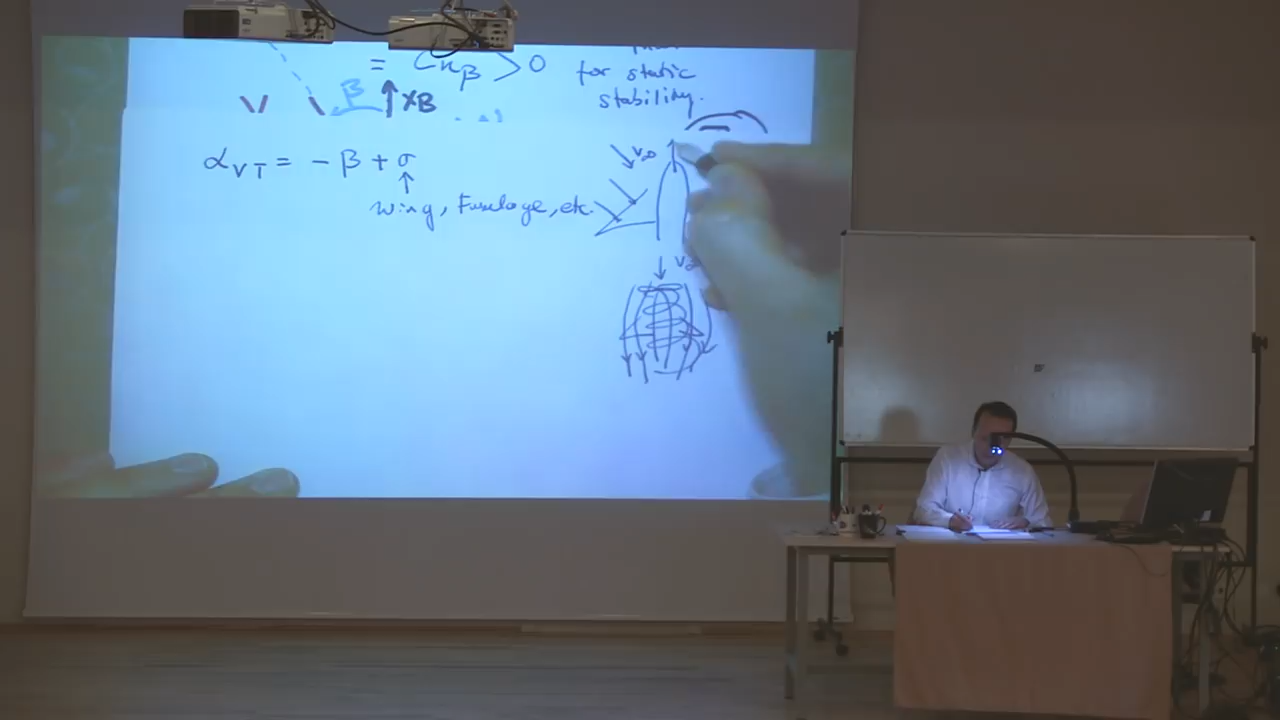 = Cnβ > 0
for static
stability.
β
XB
αVT = - β + σ
V∞
wing, Fuselage, etc.
V∞